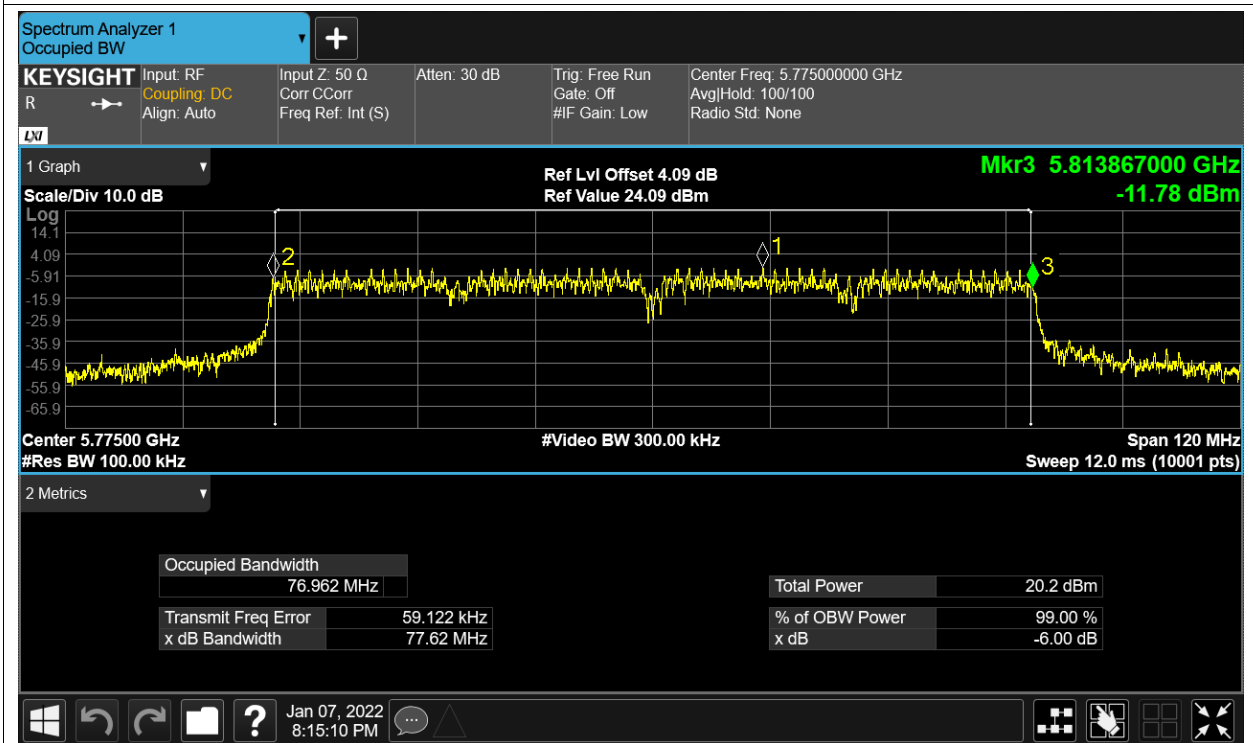 Spectrum Analyzer 1
Occupied BW
KEYSIGHT Input: RF Input Z: 50 Ω Atten: 30 dB Trig: Free Run Center Freq: 5.775000000 GHz
R Coupling: DC Corr CCorr Gate: Off Avg|Hold: 100/100
Align: Auto Freq Ref: Int (S) #IF Gain: Low Radio Std: None
LXI
1 Graph Ref Lvl Offset 4.09 dB Mkr3 5.813867000 GHz
Scale/Div 10.0 dB Ref Value 24.09 dBm -11.78 dBm
Log
14.1
4.09
-5.91
-15.9
-25.9
-35.9
-45.9
-55.9
-65.9
2
1
3
Center 5.77500 GHz #Video BW 300.00 kHz Span 120 MHz
#Res BW 100.00 kHz Sweep 12.0 ms (10001 pts)
2 Metrics
Occupied Bandwidth
76.962 MHz Total Power 20.2 dBm
Transmit Freq Error 59.122 kHz % of OBW Power 99.00 %
x dB Bandwidth 77.62 MHz x dB -6.00 dB
? Jan 07, 2022
8:15:10 PM